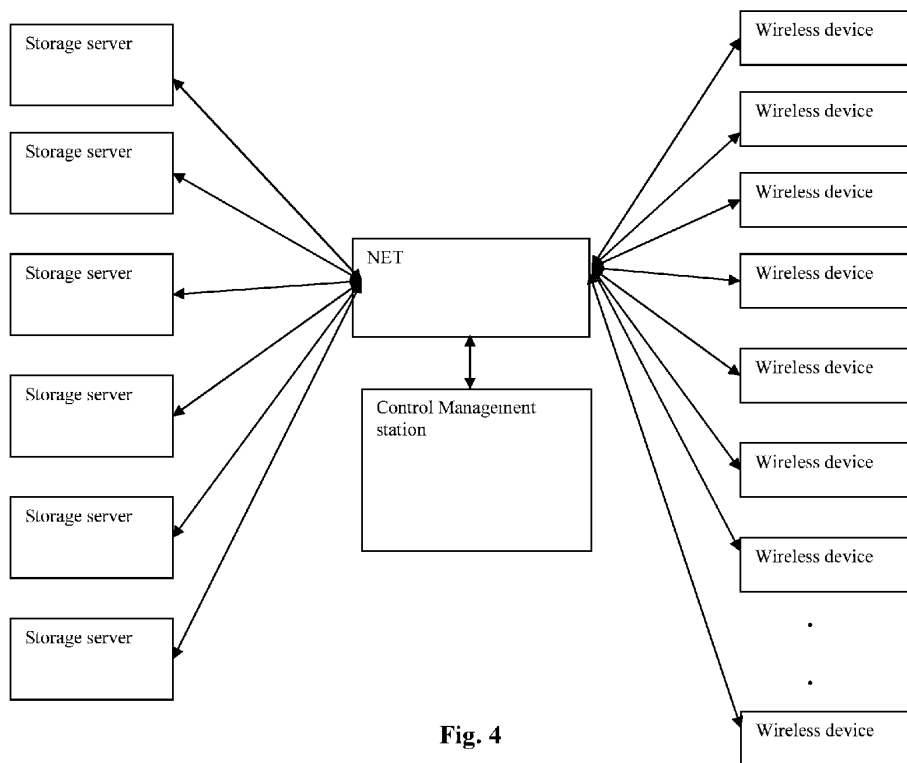 Storage server
Storage server
Storage server
Storage server
Storage server
Storage server
NET
Control Management
station
Wireless device
Wireless device
Wireless device
Wireless device
Wireless device
Wireless device
Wireless device
Wireless device
Fig. 4